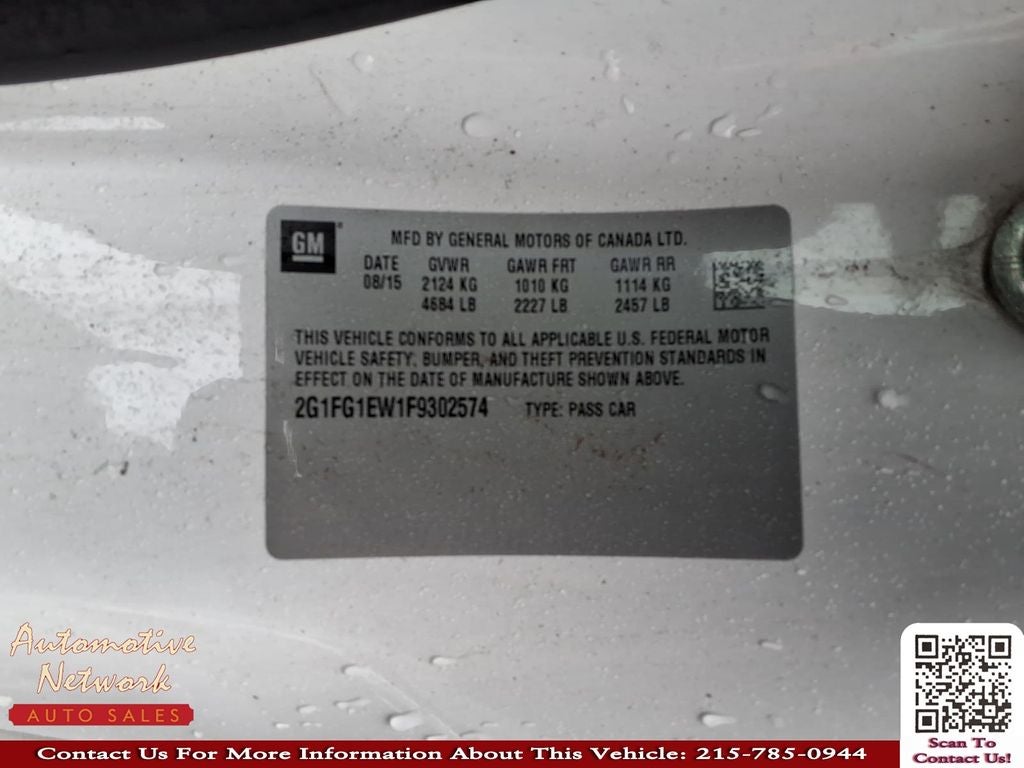 GM
MFD BY GENERAL MOTORS OF CANADA LTD.
DATE GVWR GAWR FRT GAWR RR
08/15 2124 KG 1010 KG 1114 KG
4684 LB 2227 LB 2457 LB
THIS VEHICLE CONFORMS TO ALL APPLICABLE U.S. FEDERAL MOTOR
VEHICLE SAFETY, BUMPER, AND THEFT PREVENTION STANDARDS IN
EFFECT ON THE DATE OF MANUFACTURE SHOWN ABOVE.
2G1FG1EW1F9302574 TYPE: PASS CAR
Automotive
Network
AUTO SALES
Contact Us For More Information About This Vehicle: 215-785-0944
Scan To
Contact Us!